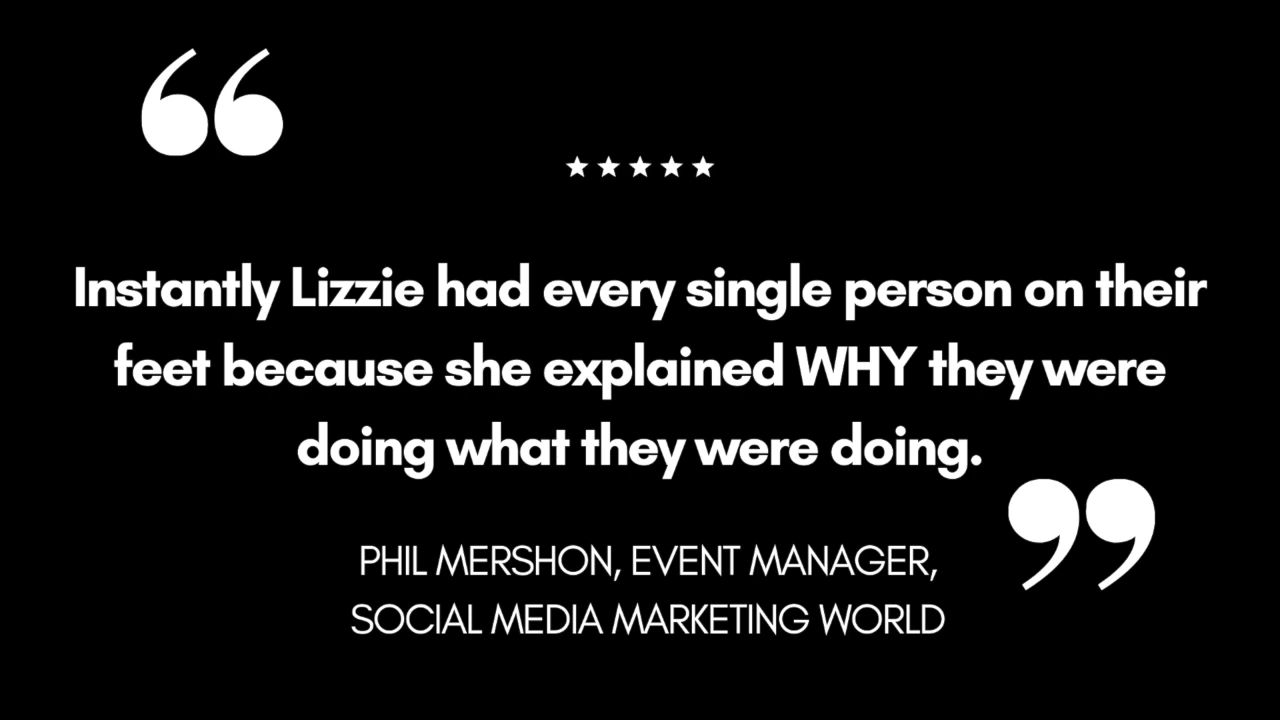 Instantly Lizzie had every single person on their
feet because she explained WHY they were
doing what they were doing.
PHIL MERSHON, EVENT MANAGER,
SOCIAL MEDIA MARKETING WORLD